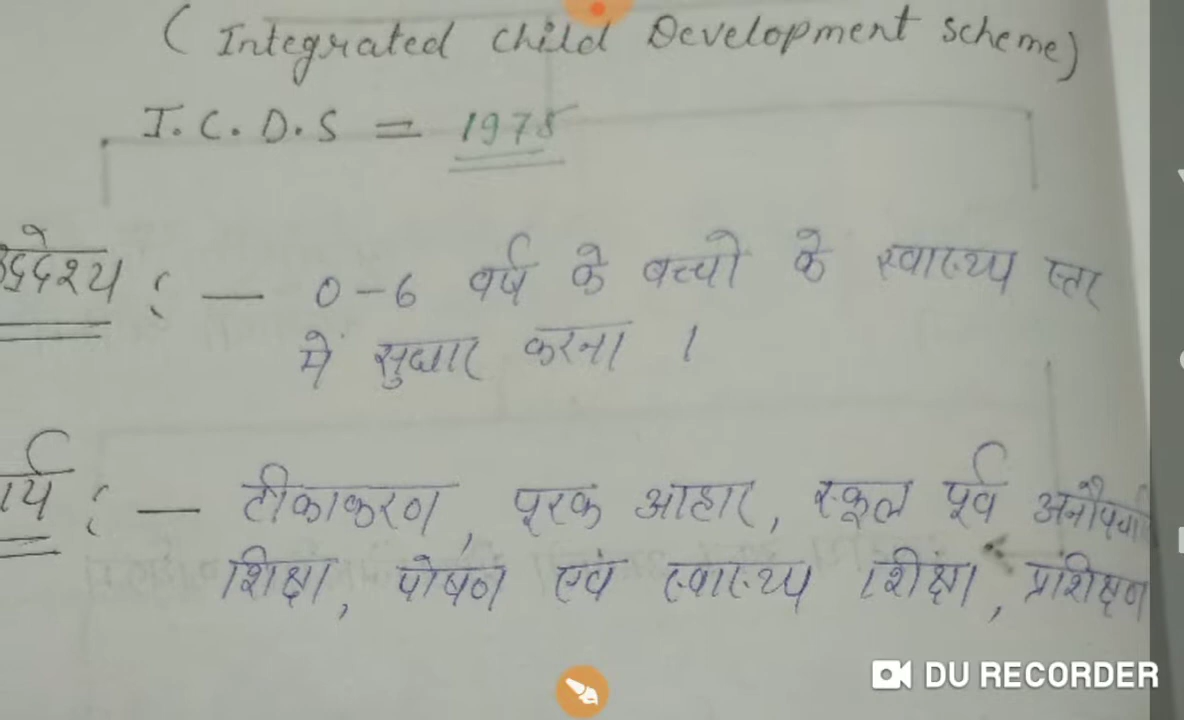 ( Integrated Child Development Scheme)
I.C.D.S = 1975
उद्देश्य : — 0-6 वर्ष के बच्चो के स्वास्थ्य स्तर
में सुधार करना ।
र्य : — टीकाकरण, पूरक आहार, स्कूल पूर्व अनौपचा
शिक्षा, पोषण एवं स्वास्थ्य शिक्षा, प्रशिक्षण
DU RECORDER